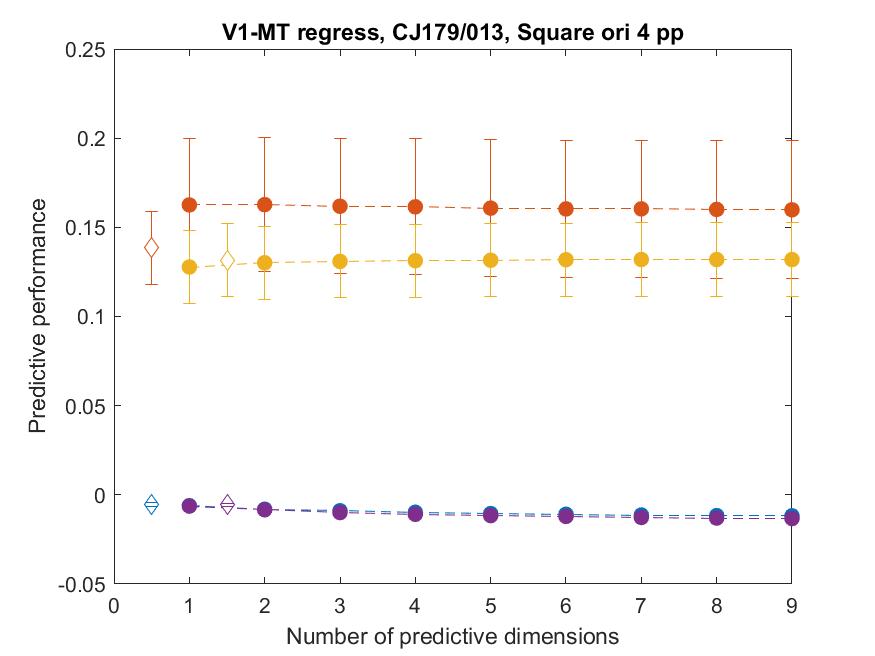 V1-MT regress, CJ179/013, Square ori 4 pp
0.25
0.2
0.15
0.1
0.05
0
-0.05
Predictive performance
0 1 2 3 4 5 6 7 8 9
Number of predictive dimensions